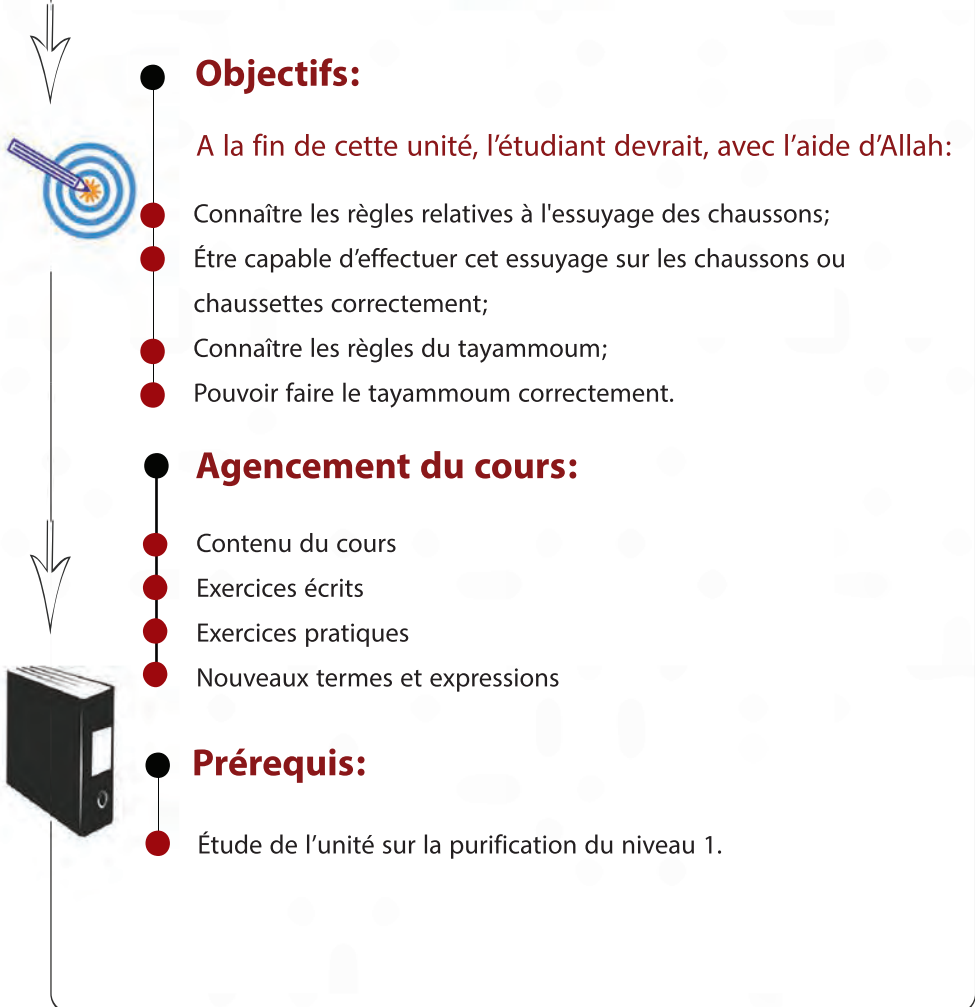 Objectifs:
A la fin de cette unité, l’étudiant devrait, avec l’aide d’Allah:
Connaître les règles relatives à l'essuyage des chaussons;
Étre capable d’effectuer cet essuyage sur les chaussons ou
chaussettes correctement;
Connaître les règles du tayammoum;
Pouvoir faire le tayammoum correctement.
Agencement du cours:
Contenu du cours
Exercices écrits
Exercices pratiques
Nouveaux termes et expressions
Prérequis:
Étude de l’unité sur la purification du niveau 1.